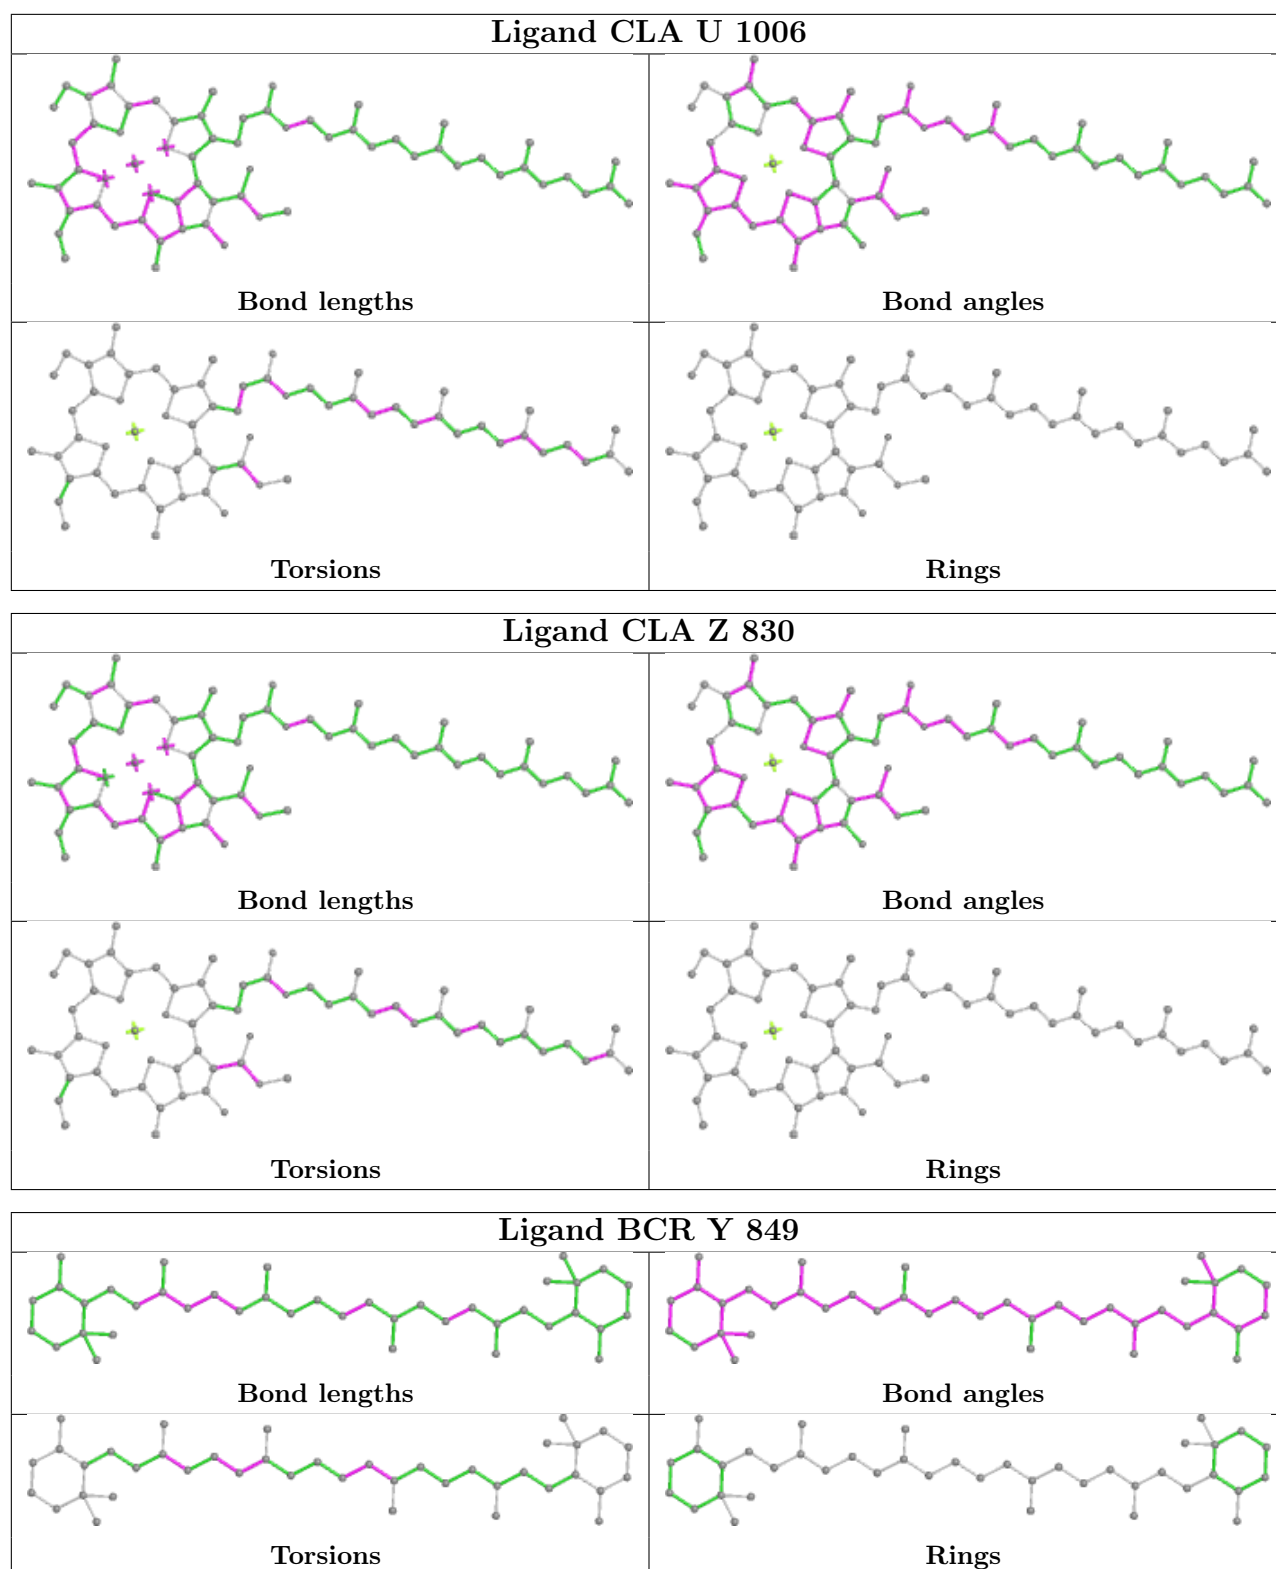 Ligand CLA U 1006
Bond lengths Bond angles
Torsions Rings
Ligand CLA Z 830
Bond lengths Bond angles
Torsions Rings
Ligand BCR Y 849
Bond lengths Bond angles
Torsions Rings